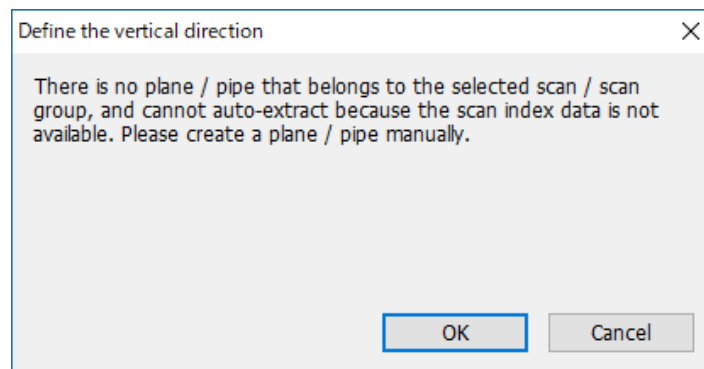 Define the vertical direction
There is no plane / pipe that belongs to the selected scan / scan
group, and cannot auto-extract because the scan index data is not
available. Please create a plane / pipe manually.
OK
Cancel